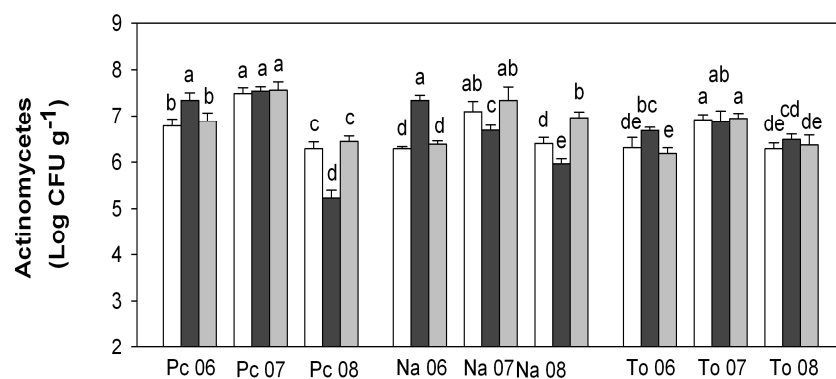 9
8
7
6
5
4
3
2
Actinomycetes
(Log CFU g-1)
b a b
a a a
c d c
d a d
ab c ab
d e b
de bc e
a ab a
de cd de
Pc 06 Pc 07 Pc 08 Na 06 Na 07 Na 08 To 06 To 07 To 08